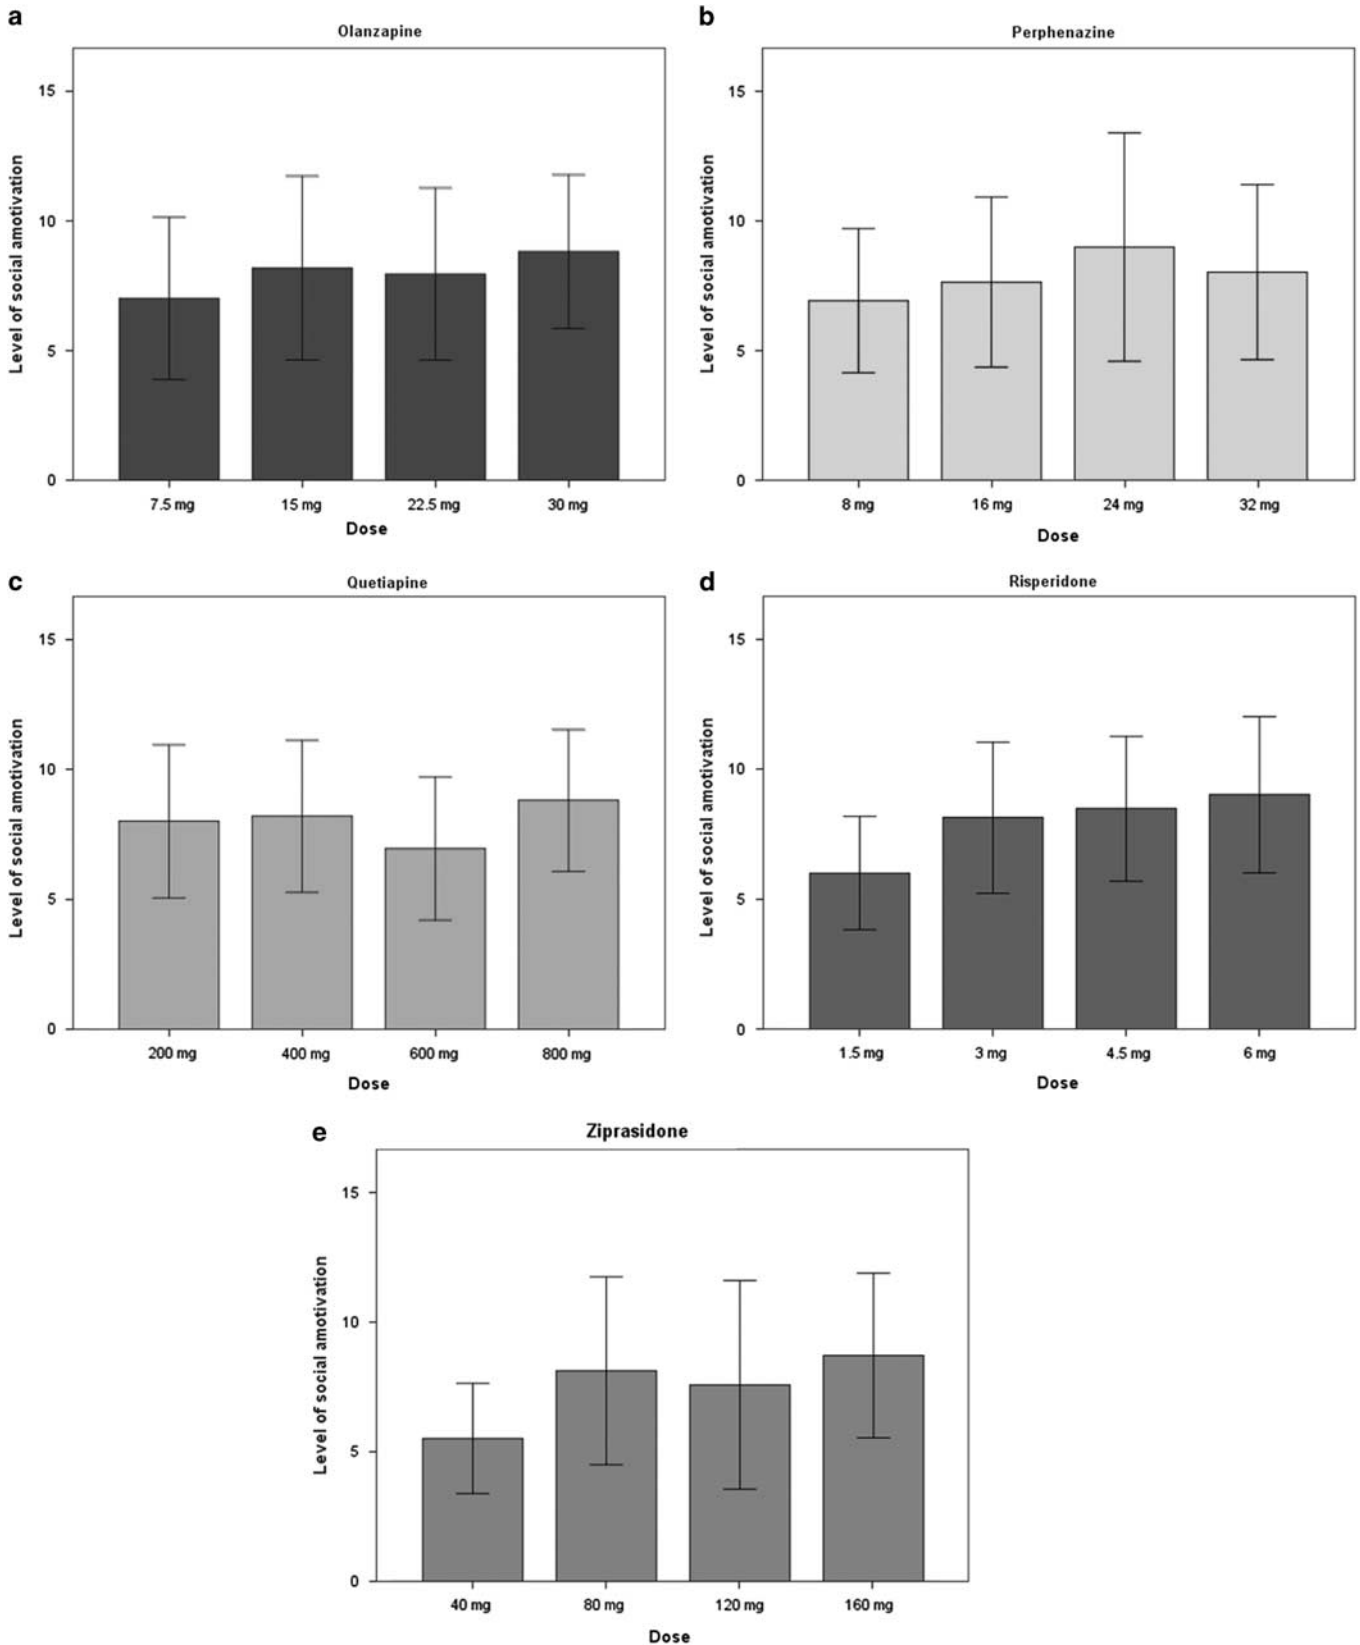 a
Olanzapine
Level of social amotivation
15
10
5
0
7.5 mg 15 mg 22.5 mg 30 mg
Dose
b
Perphenazine
Level of social amotivation
15
10
5
0
8 mg 16 mg 24 mg 32 mg
Dose
c
Quetiapine
Level of social amotivation
15
10
5
0
200 mg 400 mg 600 mg 800 mg
Dose
d
Risperidone
Level of social amotivation
15
10
5
0
1.5 mg 3 mg 4.5 mg 6 mg
Dose
e
Ziprasidone
Level of social amotivation
15
10
5
0
40 mg 80 mg 120 mg 160 mg
Dose